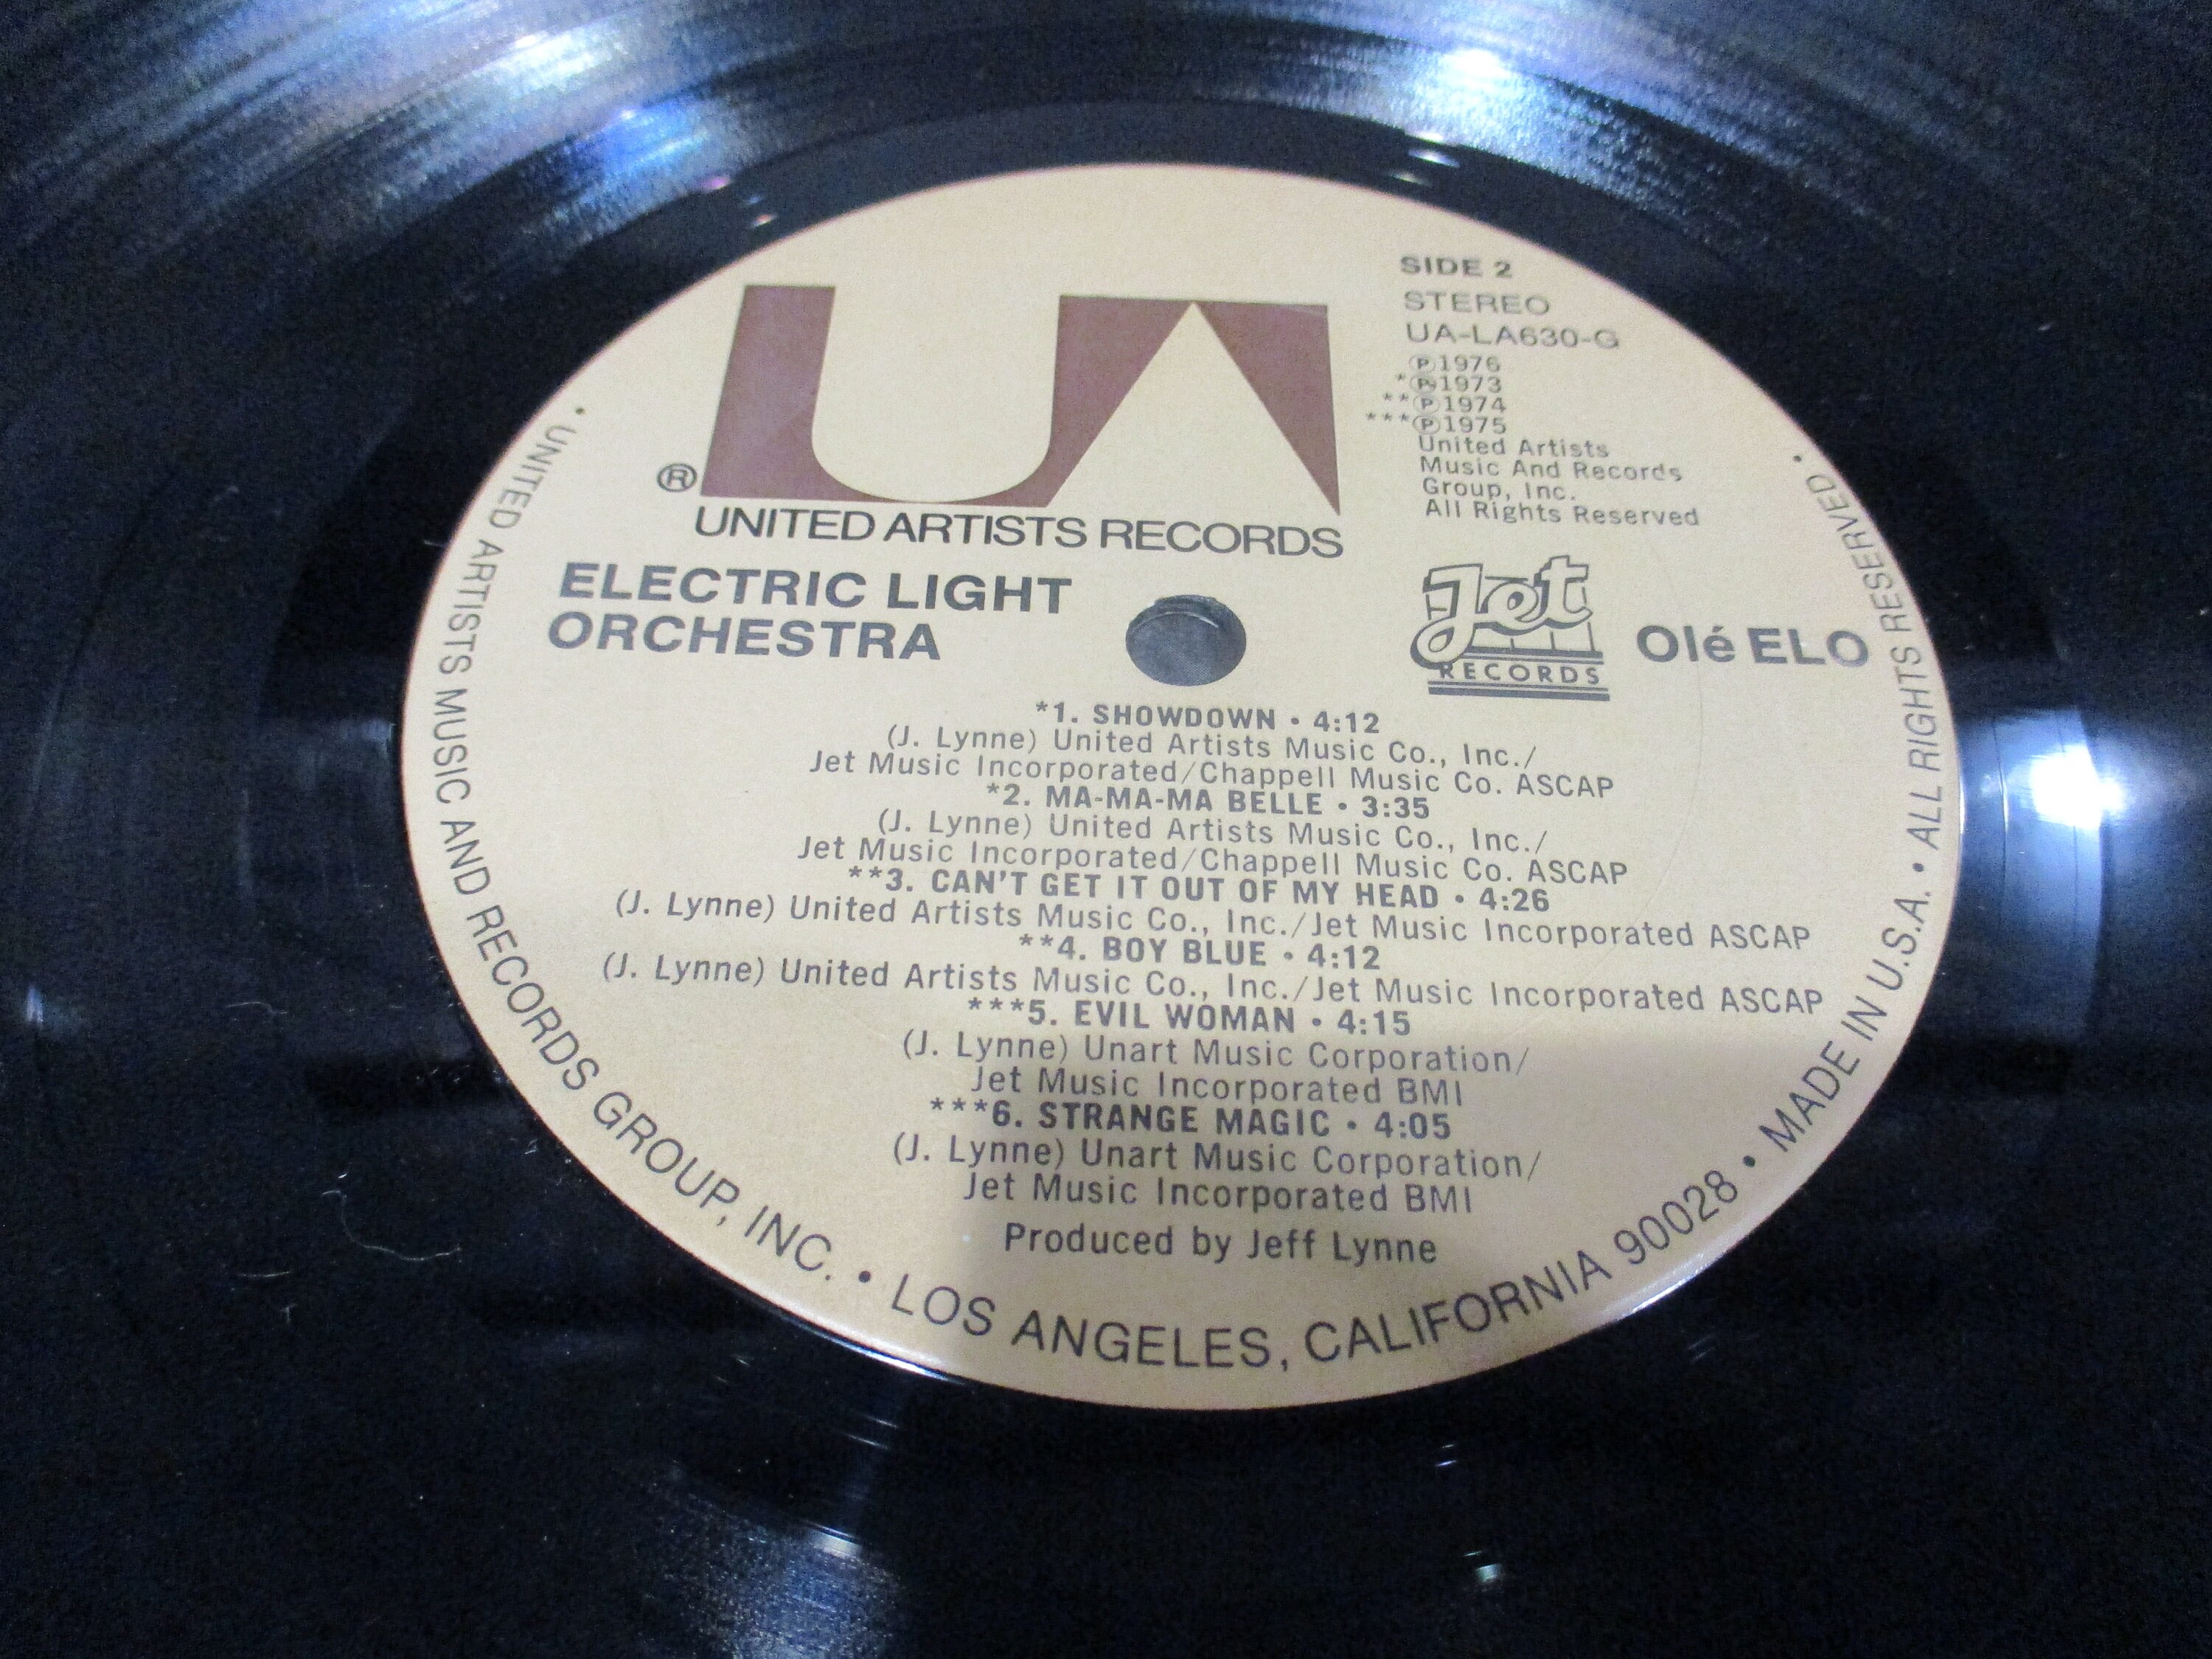 UA
®
UNITED ARTISTS RECORDS
SIDE 2
STEREO
UA-LA630-G
Ⓟ1976
*Ⓟ1973
**Ⓟ1974
***Ⓟ1975
United Artists
Music And Records
Group, Inc.
All Rights Reserved
ELECTRIC LIGHT
ORCHESTRA
Jet
RECORDS
Olé ELO
*1. SHOWDOWN • 4:12
(J. Lynne) United Artists Music Co., Inc./
Jet Music Incorporated/Chappell Music Co. ASCAP
*2. MA-MA-MA BELLE • 3:35
(J. Lynne) United Artists Music Co., Inc./
Jet Music Incorporated/Chappell Music Co. ASCAP
**3. CAN'T GET IT OUT OF MY HEAD • 4:26
(J. Lynne) United Artists Music Co., Inc./Jet Music Incorporated ASCAP
**4. BOY BLUE • 4:12
(J. Lynne) United Artists Music Co., Inc./Jet Music Incorporated ASCAP
***5. EVIL WOMAN • 4:15
(J. Lynne) Unart Music Corporation/
Jet Music Incorporated BMI
***6. STRANGE MAGIC • 4:05
(J. Lynne) Unart Music Corporation/
Jet Music Incorporated BMI
Produced by Jeff Lynne
• UNITED ARTISTS MUSIC AND RECORDS GROUP, INC. • LOS ANGELES, CALIFORNIA 90028 • MADE IN U.S.A. • ALL RIGHTS RESERVED •